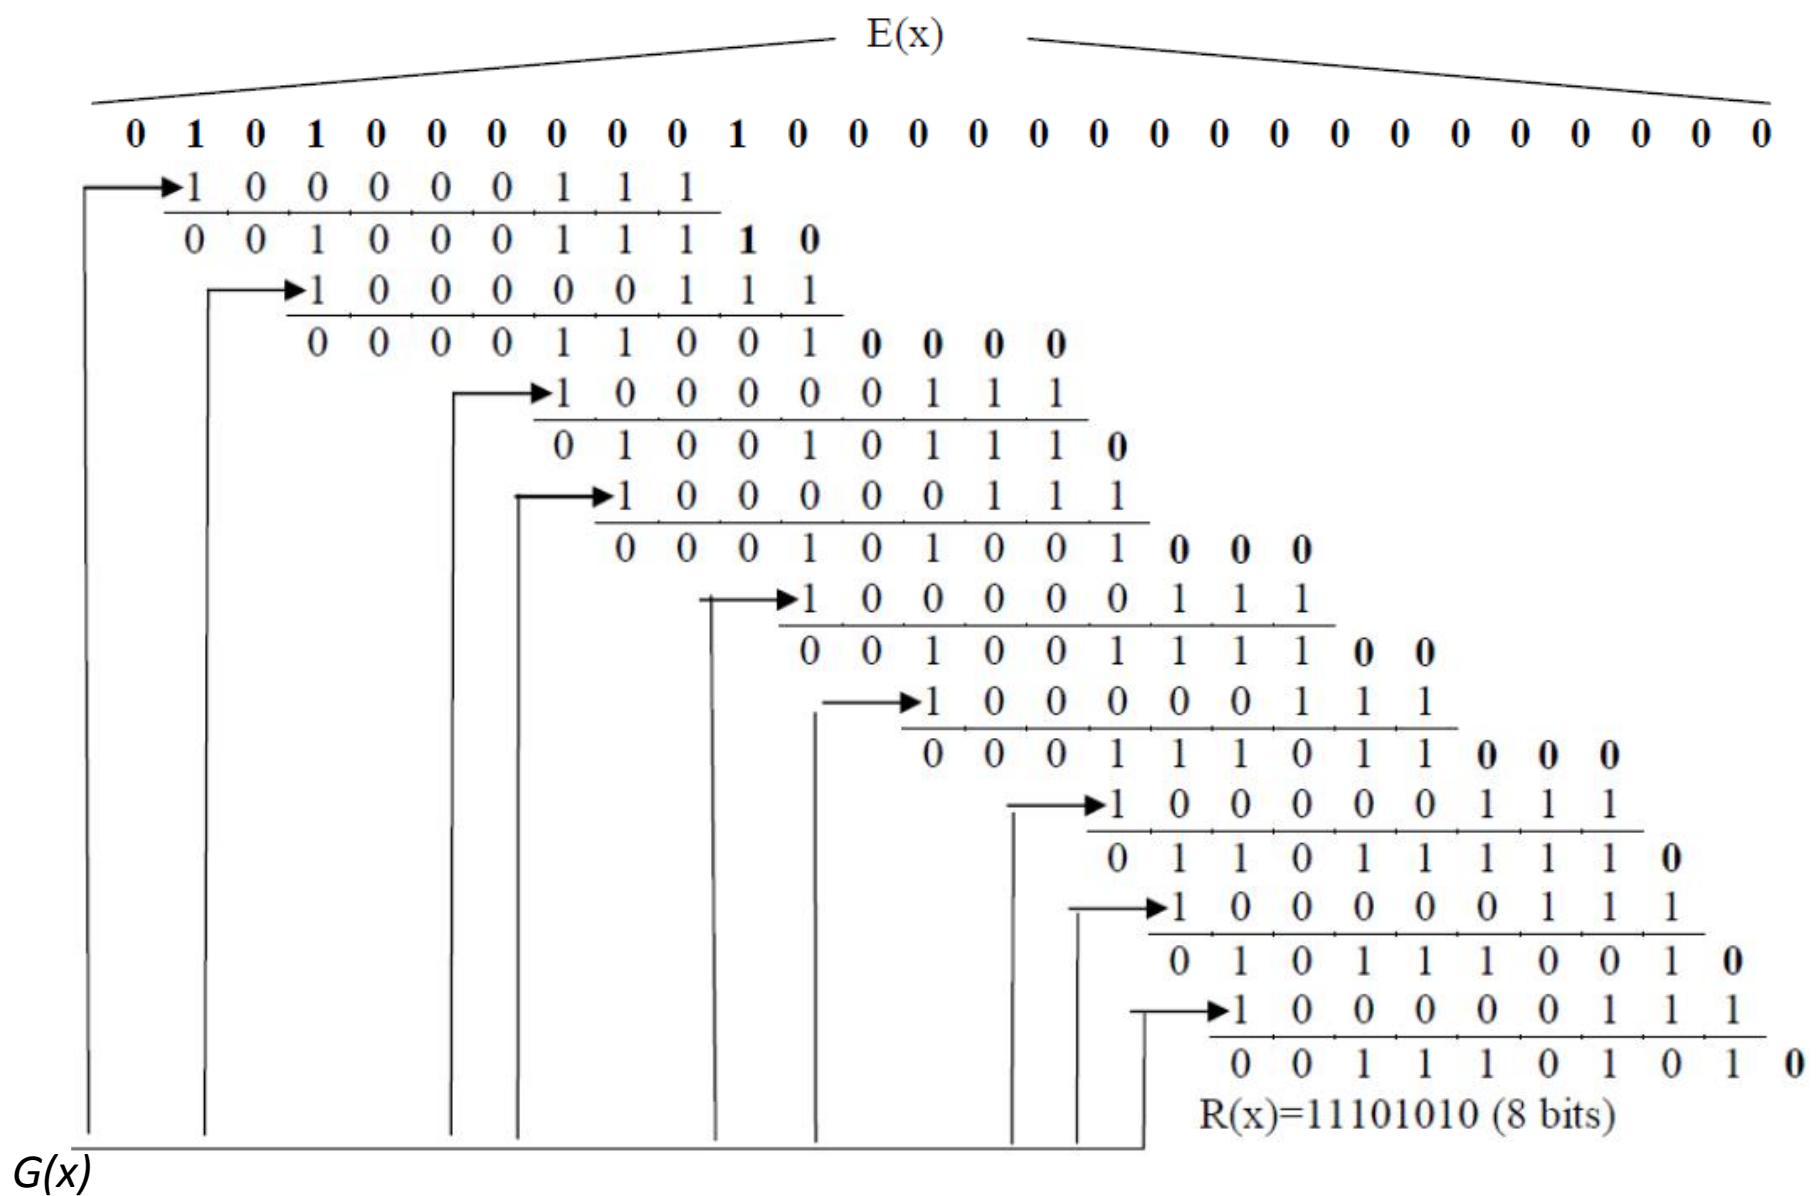 E(x)
0 1 0 1 0 0 0 0 0 0 1 0 0 0 0 0 0 0 0 0 0 0 0 0 0 0 0 0
1 0 0 0 0 0 1 1 1
0 0 1 0 0 0 1 1 1 1 0
1 0 0 0 0 0 1 1 1
0 0 0 0 1 1 0 0 1 0 0 0 0
1 0 0 0 0 0 1 1 1
0 1 0 0 1 0 1 1 1 0
1 0 0 0 0 0 1 1 1
0 0 0 1 0 1 0 0 1 0 0 0
1 0 0 0 0 0 1 1 1
0 0 1 0 0 1 1 1 1 0 0
1 0 0 0 0 0 1 1 1
0 0 0 1 1 1 0 1 1 0 0 0
1 0 0 0 0 0 1 1 1
0 1 1 0 1 1 1 1 1 0
1 0 0 0 0 0 1 1 1
0 1 0 1 1 1 0 0 1 0
1 0 0 0 0 0 1 1 1
0 0 1 1 1 0 1 0 1 0
R(x)=11101010 (8 bits)
G(x)